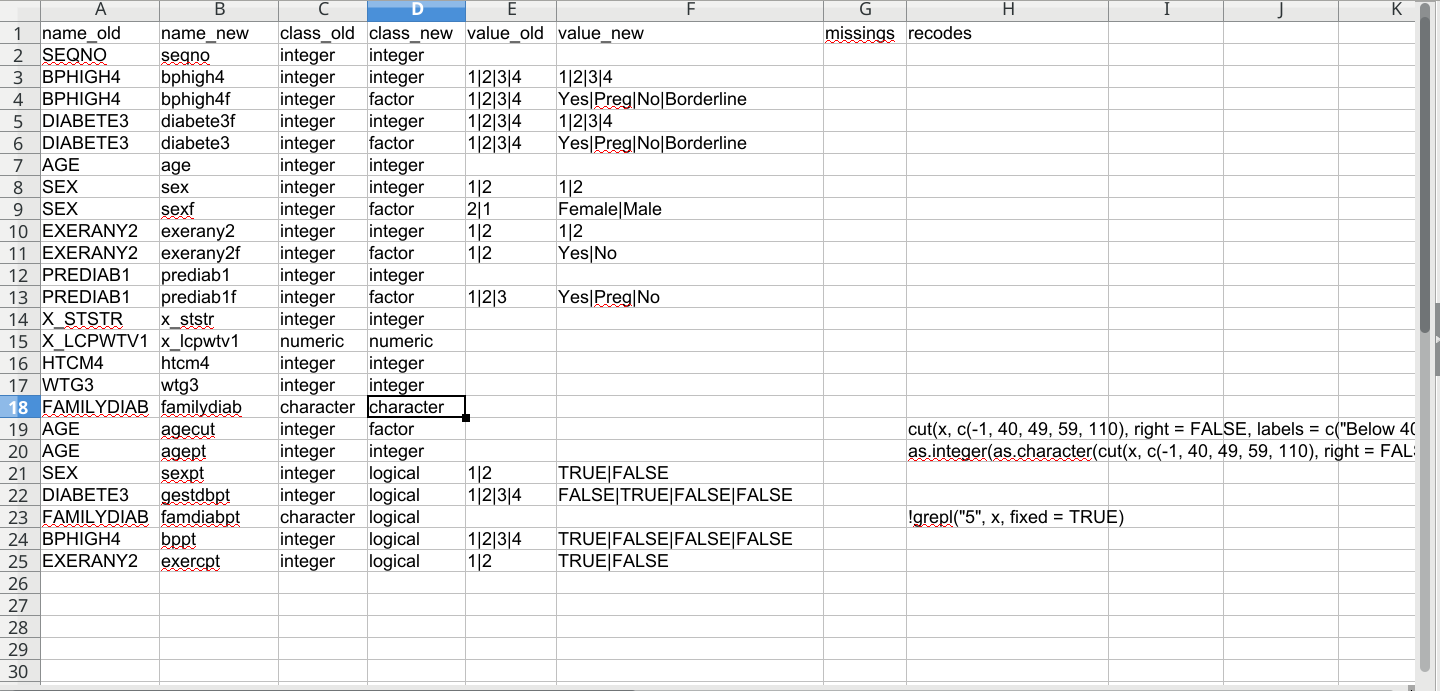 A B C D E F G H I J K
1 name_old name_new class_old class_new value_old value_new missings recodes
2 SEQNO seqno integer integer
3 BPHIGH4 bphigh4 integer integer 1|2|3|4 1|2|3|4
4 BPHIGH4 bphigh4f integer factor 1|2|3|4 Yes|Preg|No|Borderline
5 DIABETE3 diabete3f integer integer 1|2|3|4 1|2|3|4
6 DIABETE3 diabete3 integer factor 1|2|3|4 Yes|Preg|No|Borderline
7 AGE age integer integer
8 SEX sex integer integer 1|2 1|2
9 SEX sexf integer factor 2|1 Female|Male
10 EXERANY2 exerany2 integer integer 1|2 1|2
11 EXERANY2 exerany2f integer factor 1|2 Yes|No
12 PREDIAB1 prediab1 integer integer
13 PREDIAB1 prediab1f integer factor 1|2|3 Yes|Preg|No
14 X_STSTR x_ststr integer integer
15 X_LCPWTV1 x_lcpwtv1 numeric numeric
16 HTCM4 htcm4 integer integer
17 WTG3 wtg3 integer integer
18 FAMILYDIAB familydiab character character
19 AGE agecut integer factor cut(x, c(-1, 40, 49, 59, 110), right = FALSE, labels = c("Below 40
20 AGE agept integer integer as.integer(as.character(cut(x, c(-1, 40, 49, 59, 110), right = FALS
21 SEX sexpt integer logical 1|2 TRUE|FALSE
22 DIABETE3 gestdbpt integer logical 1|2|3|4 FALSE|TRUE|FALSE|FALSE
23 FAMILYDIAB famdiabpt character logical !grepl("5", x, fixed = TRUE)
24 BPHIGH4 bppt integer logical 1|2|3|4 TRUE|FALSE|FALSE|FALSE
25 EXERANY2 exercpt integer logical 1|2 TRUE|FALSE
26
27
28
29
30